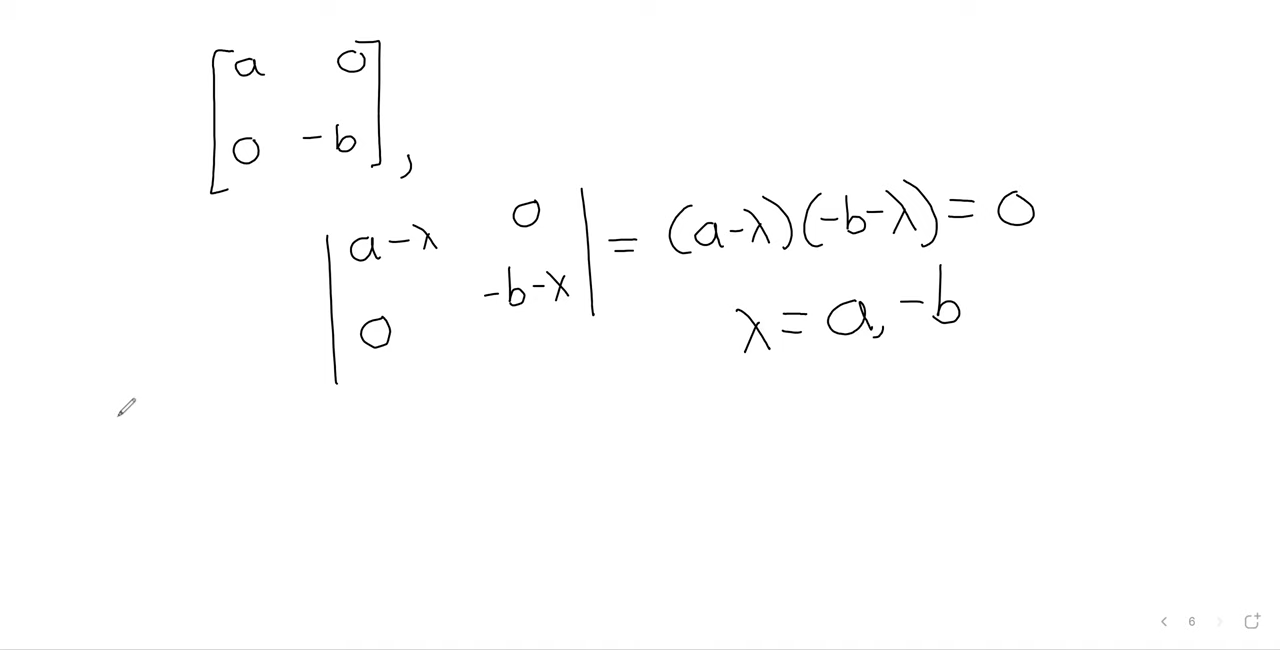 [a 0
0 -b],
|a-λ 0
0 -b-λ| = (a-λ)(-b-λ) = 0
λ = a, -b
< 6 >